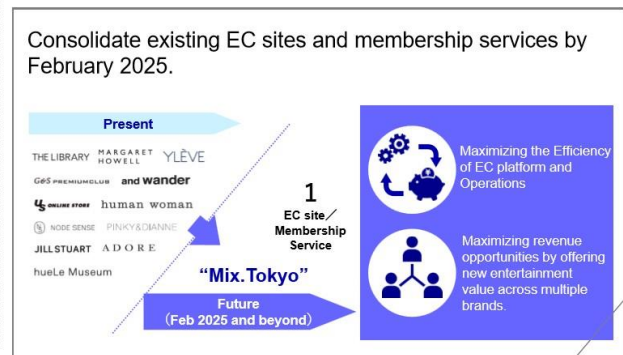 Consolidate existing EC sites and membership services by
February 2025.
Present
THE LIBRARY
MARGARET
HOWELL
YLÈVE
G&S PREMIUMCLUB
and wander
4S ONLINE STORE
human woman
NODE SENSE
PINKY&DIANNE
JILLSTUART
ADORE
hueLe Museum
1
EC site／
Membership
Service
“Mix.Tokyo”
Future
（Feb 2025 and beyond）
Maximizing the Efficiency
of EC platform and
Operations
Maximizing revenue
opportunities by offering
new entertainment
value across multiple
brands.